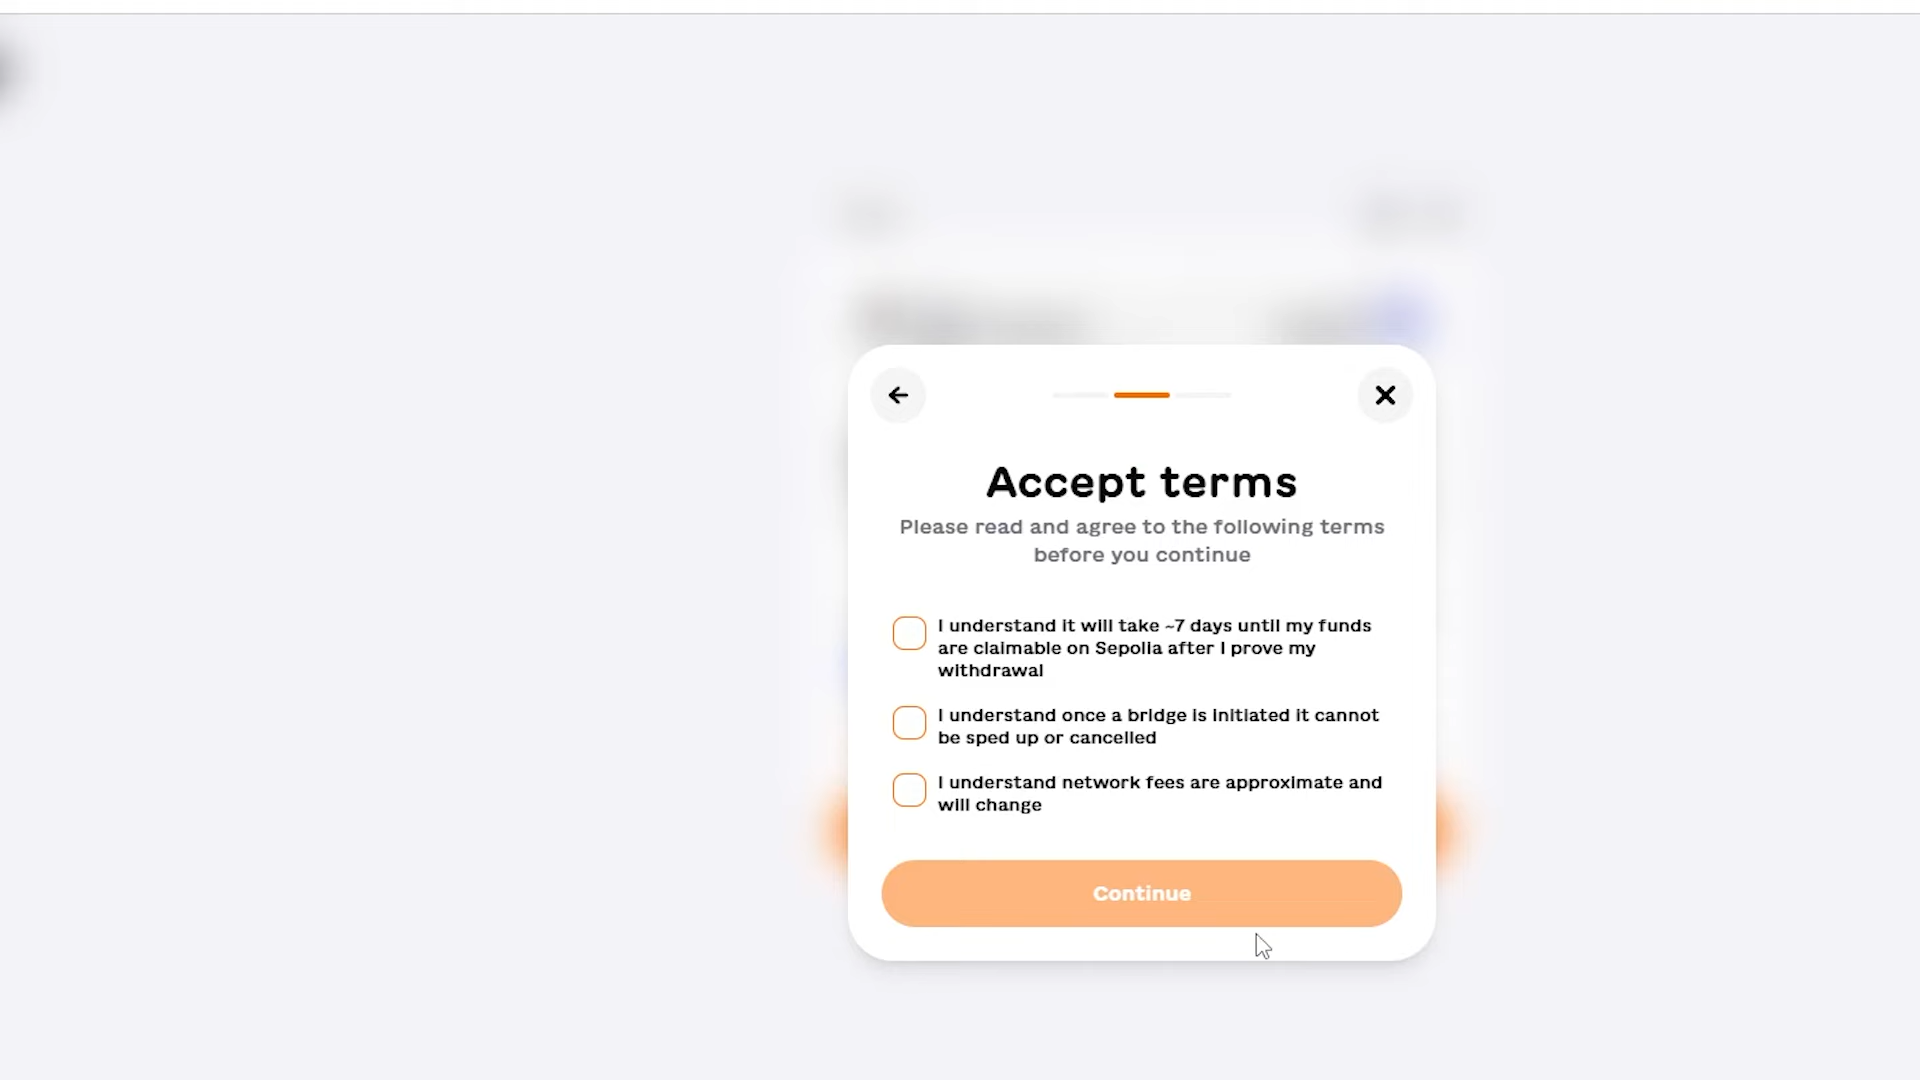 Accept terms
Please read and agree to the following terms
before you continue
I understand it will take ~7 days until my funds
are claimable on Sepolia after I prove my
withdrawal
I understand once a bridge is initiated it cannot
be sped up or cancelled
I understand network fees are approximate and
will change
Continue